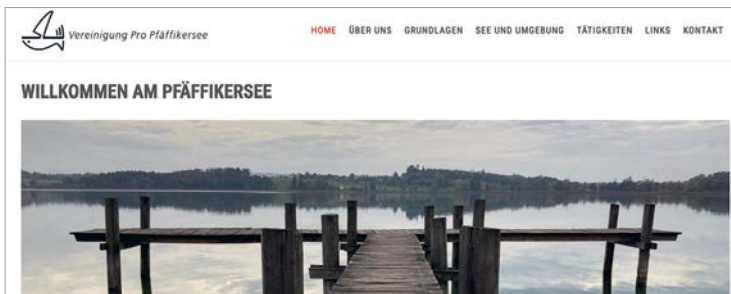 Vereinigung Pro Pfäffikersee
HOME ÜBER UNS GRUNDLAGEN SEE UND UMGEBUNG TÄTIGKEITEN LINKS KONTAKT
WILLKOMMEN AM PFÄFFIKERSEE